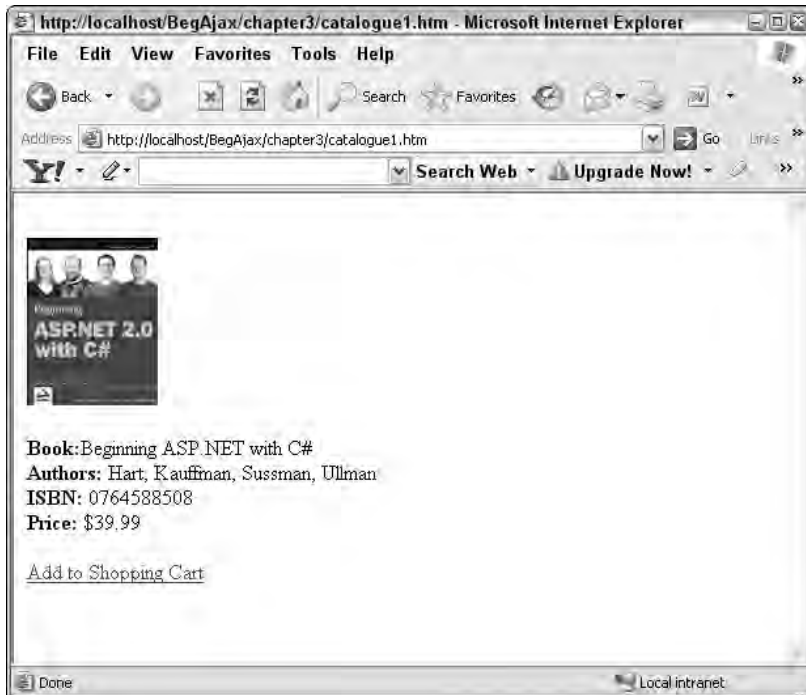 http://localhost/BegAjax/chapter3/catalogue1.htm - Microsoft Internet Explorer
File Edit View Favorites Tools Help
Back Search Favorites »
Address http://localhost/BegAjax/chapter3/catalogue1.htm Go Links »
Y! Search Web Upgrade Now! »
Beginning
ASP.NET 2.0
with C#
Book:Beginning ASP.NET with C#
Authors: Hart, Kauffman, Sussman, Ullman
ISBN: 0764588508
Price: $39.99
Add to Shopping Cart
Done Local intranet